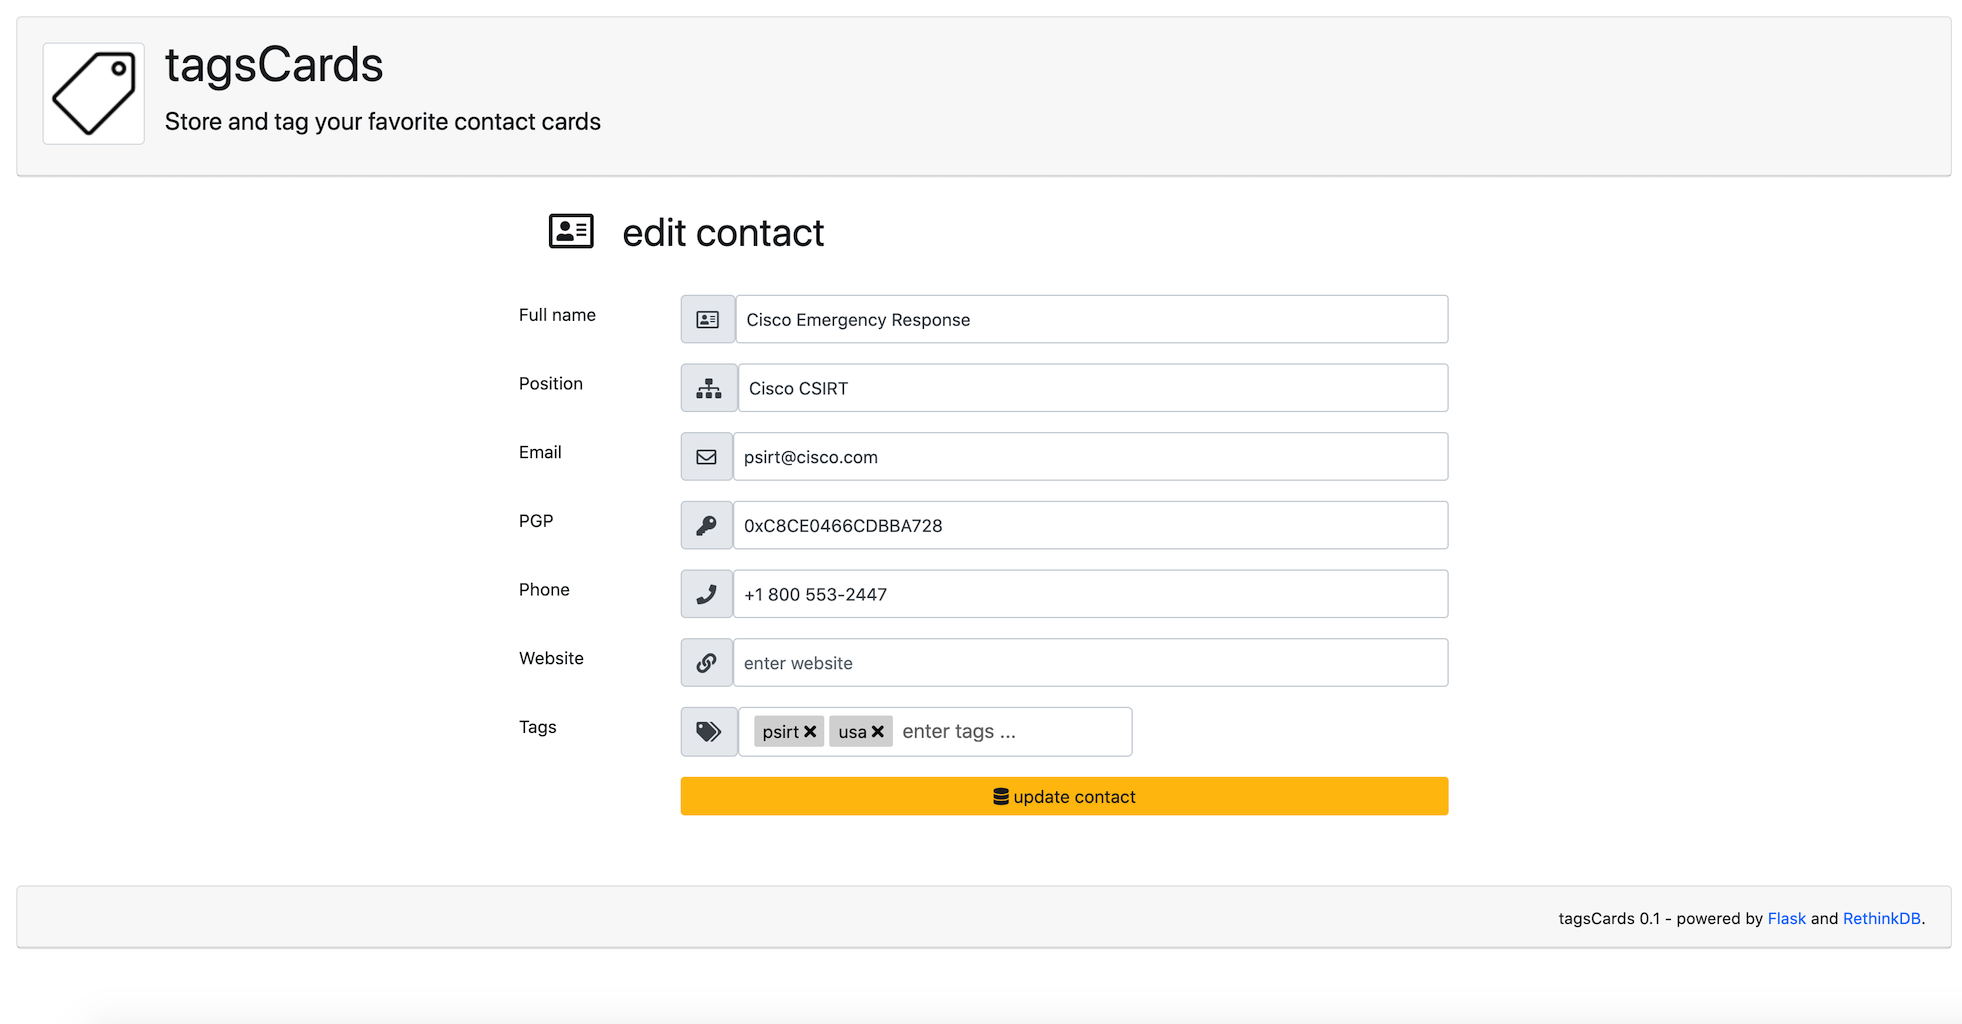 tagsCards
Store and tag your favorite contact cards
edit contact
Full name
Cisco Emergency Response
Position
Cisco CSIRT
Email
psirt@cisco.com
PGP
0xC8CE0466CDBBA728
Phone
+1 800 553-2447
Website
enter website
Tags
psirt usa enter tags ...
update contact
tagsCards 0.1 - powered by Flask and RethinkDB.